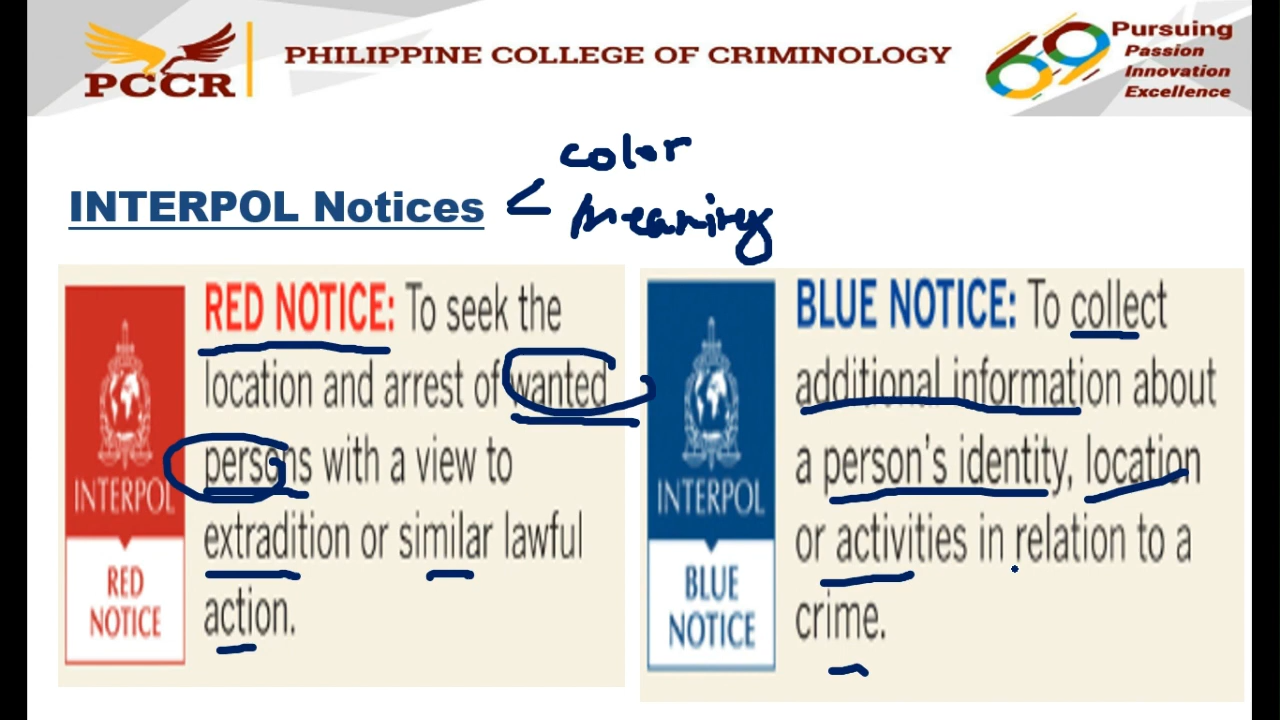 PCCR
PHILIPPINE COLLEGE OF CRIMINOLOGY
69
Pursuing
Passion
Innovation
Excellence
color
INTERPOL Notices <
meaning
INTERPOL
RED
NOTICE
RED NOTICE: To seek the
location and arrest of wanted
persons with a view to
extradition or similar lawful
action.
INTERPOL
BLUE
NOTICE
BLUE NOTICE: To collect
additional information about
a person's identity, location
or activities in relation to a
crime.